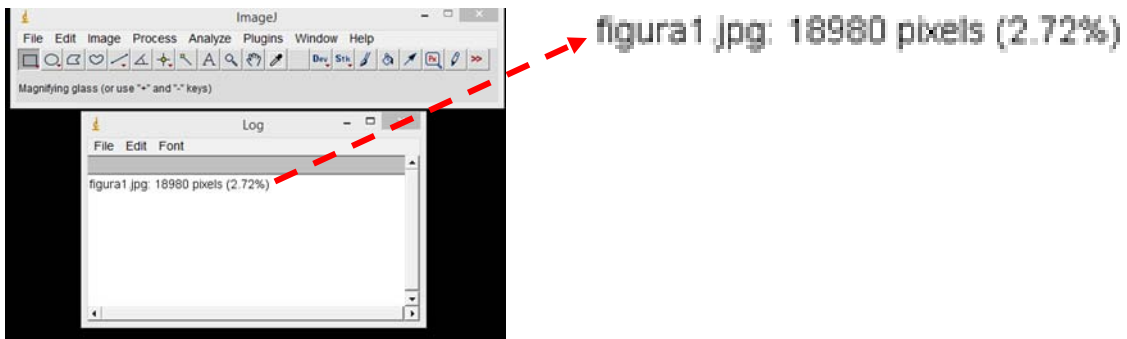 ImageJ
File Edit Image Process Analyze Plugins Window Help
A Dev Stk >>
Magnifying glass (or use "+" and "-" keys)
Log
File Edit Font
figura1.jpg: 18980 pixels (2.72%)
figura1.jpg: 18980 pixels (2.72%)